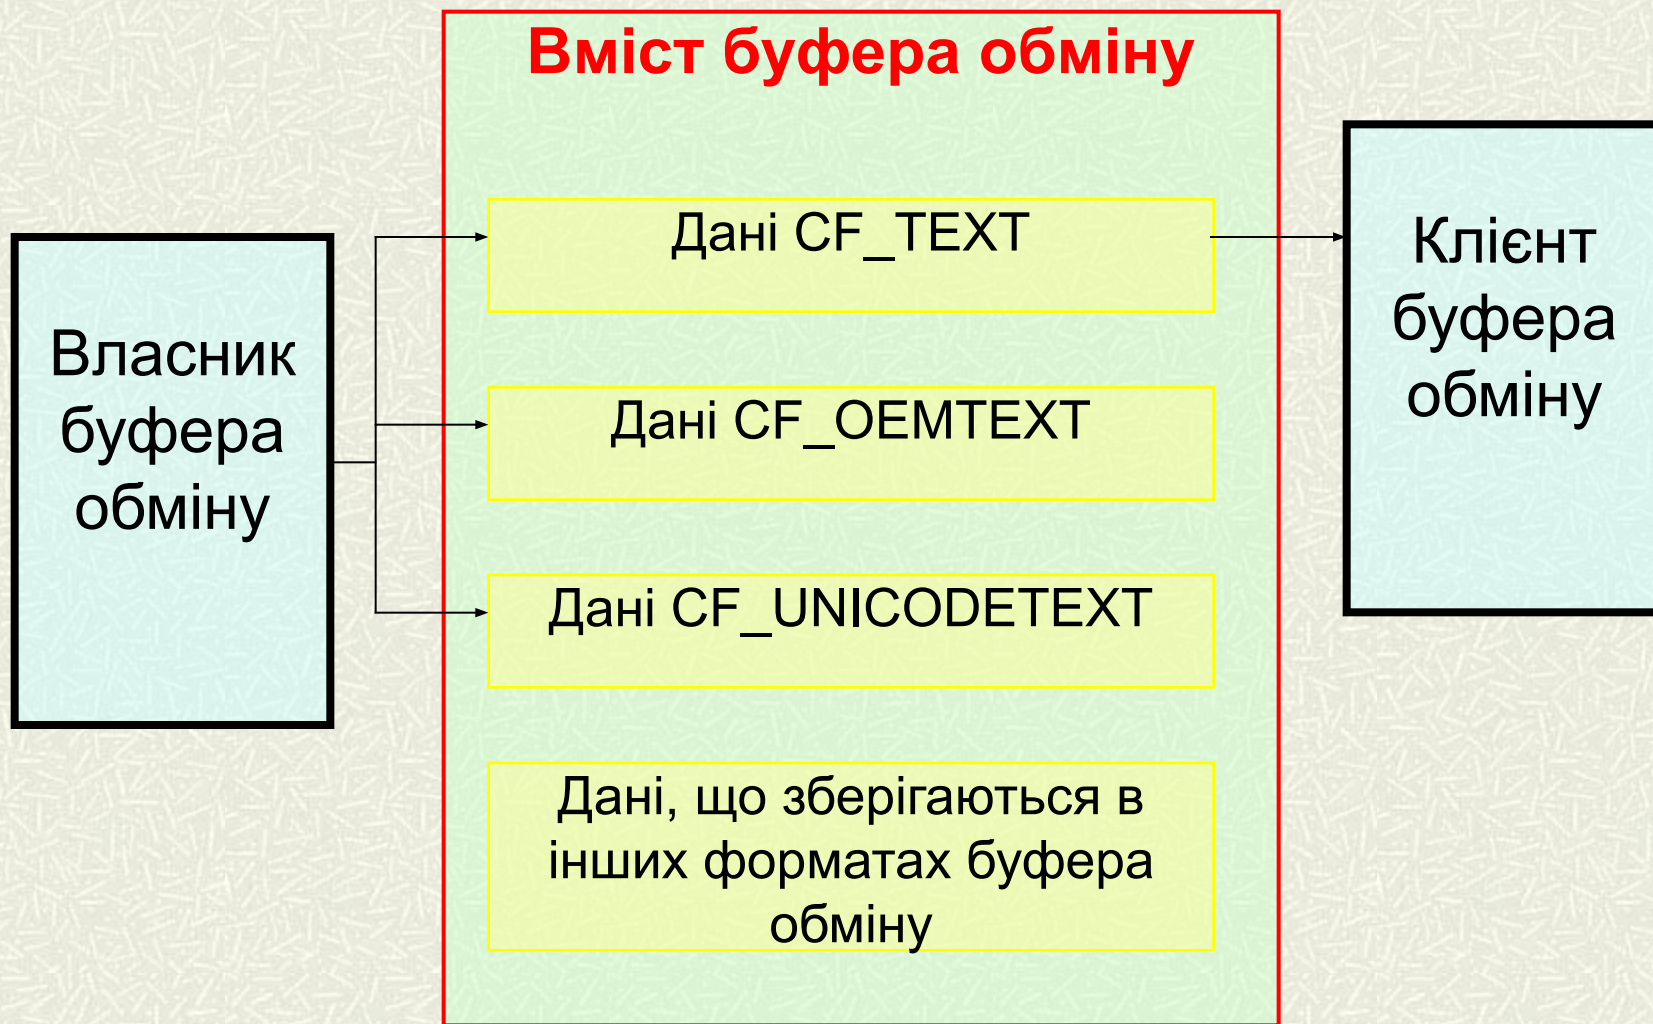 Вміст буфера обміну
Власник
буфера
обміну
Дані CF_TEXT
Дані CF_OEMTEXT
Дані CF_UNICODETEXT
Дані, що зберігаються в
інших форматах буфера
обміну
Клієнт
буфера
обміну